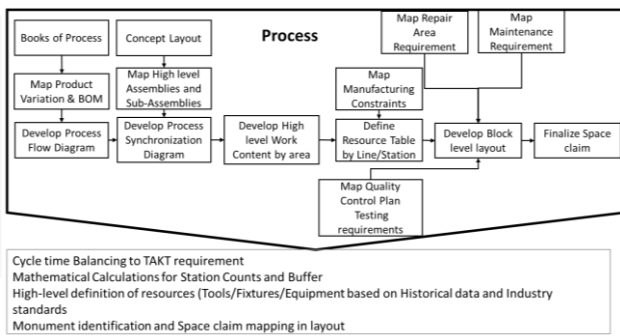 Process
Map Repair
Area
Requirement
Map
Maintenance
Requirement
Books of Process
Concept Layout
Map Product
Variation & BOM
Map High level
Assemblies and
Sub-Assemblies
Map
Manufacturing
Constraints
Develop Process
Flow Diagram
Develop Process
Synchronization
Diagram
Develop High
level Work
Content by area
Define
Resource Table
by Line/Station
Develop Block
level layout
Finalize Space
claim
Map Quality
Control Plan
Testing
requirements
Cycle time Balancing to TAKT requirement
Mathematical Calculations for Station Counts and Buffer
High-level definition of resources (Tools/Fixtures/Equipment based on Historical data and Industry
standards
Monument identification and Space claim mapping in layout